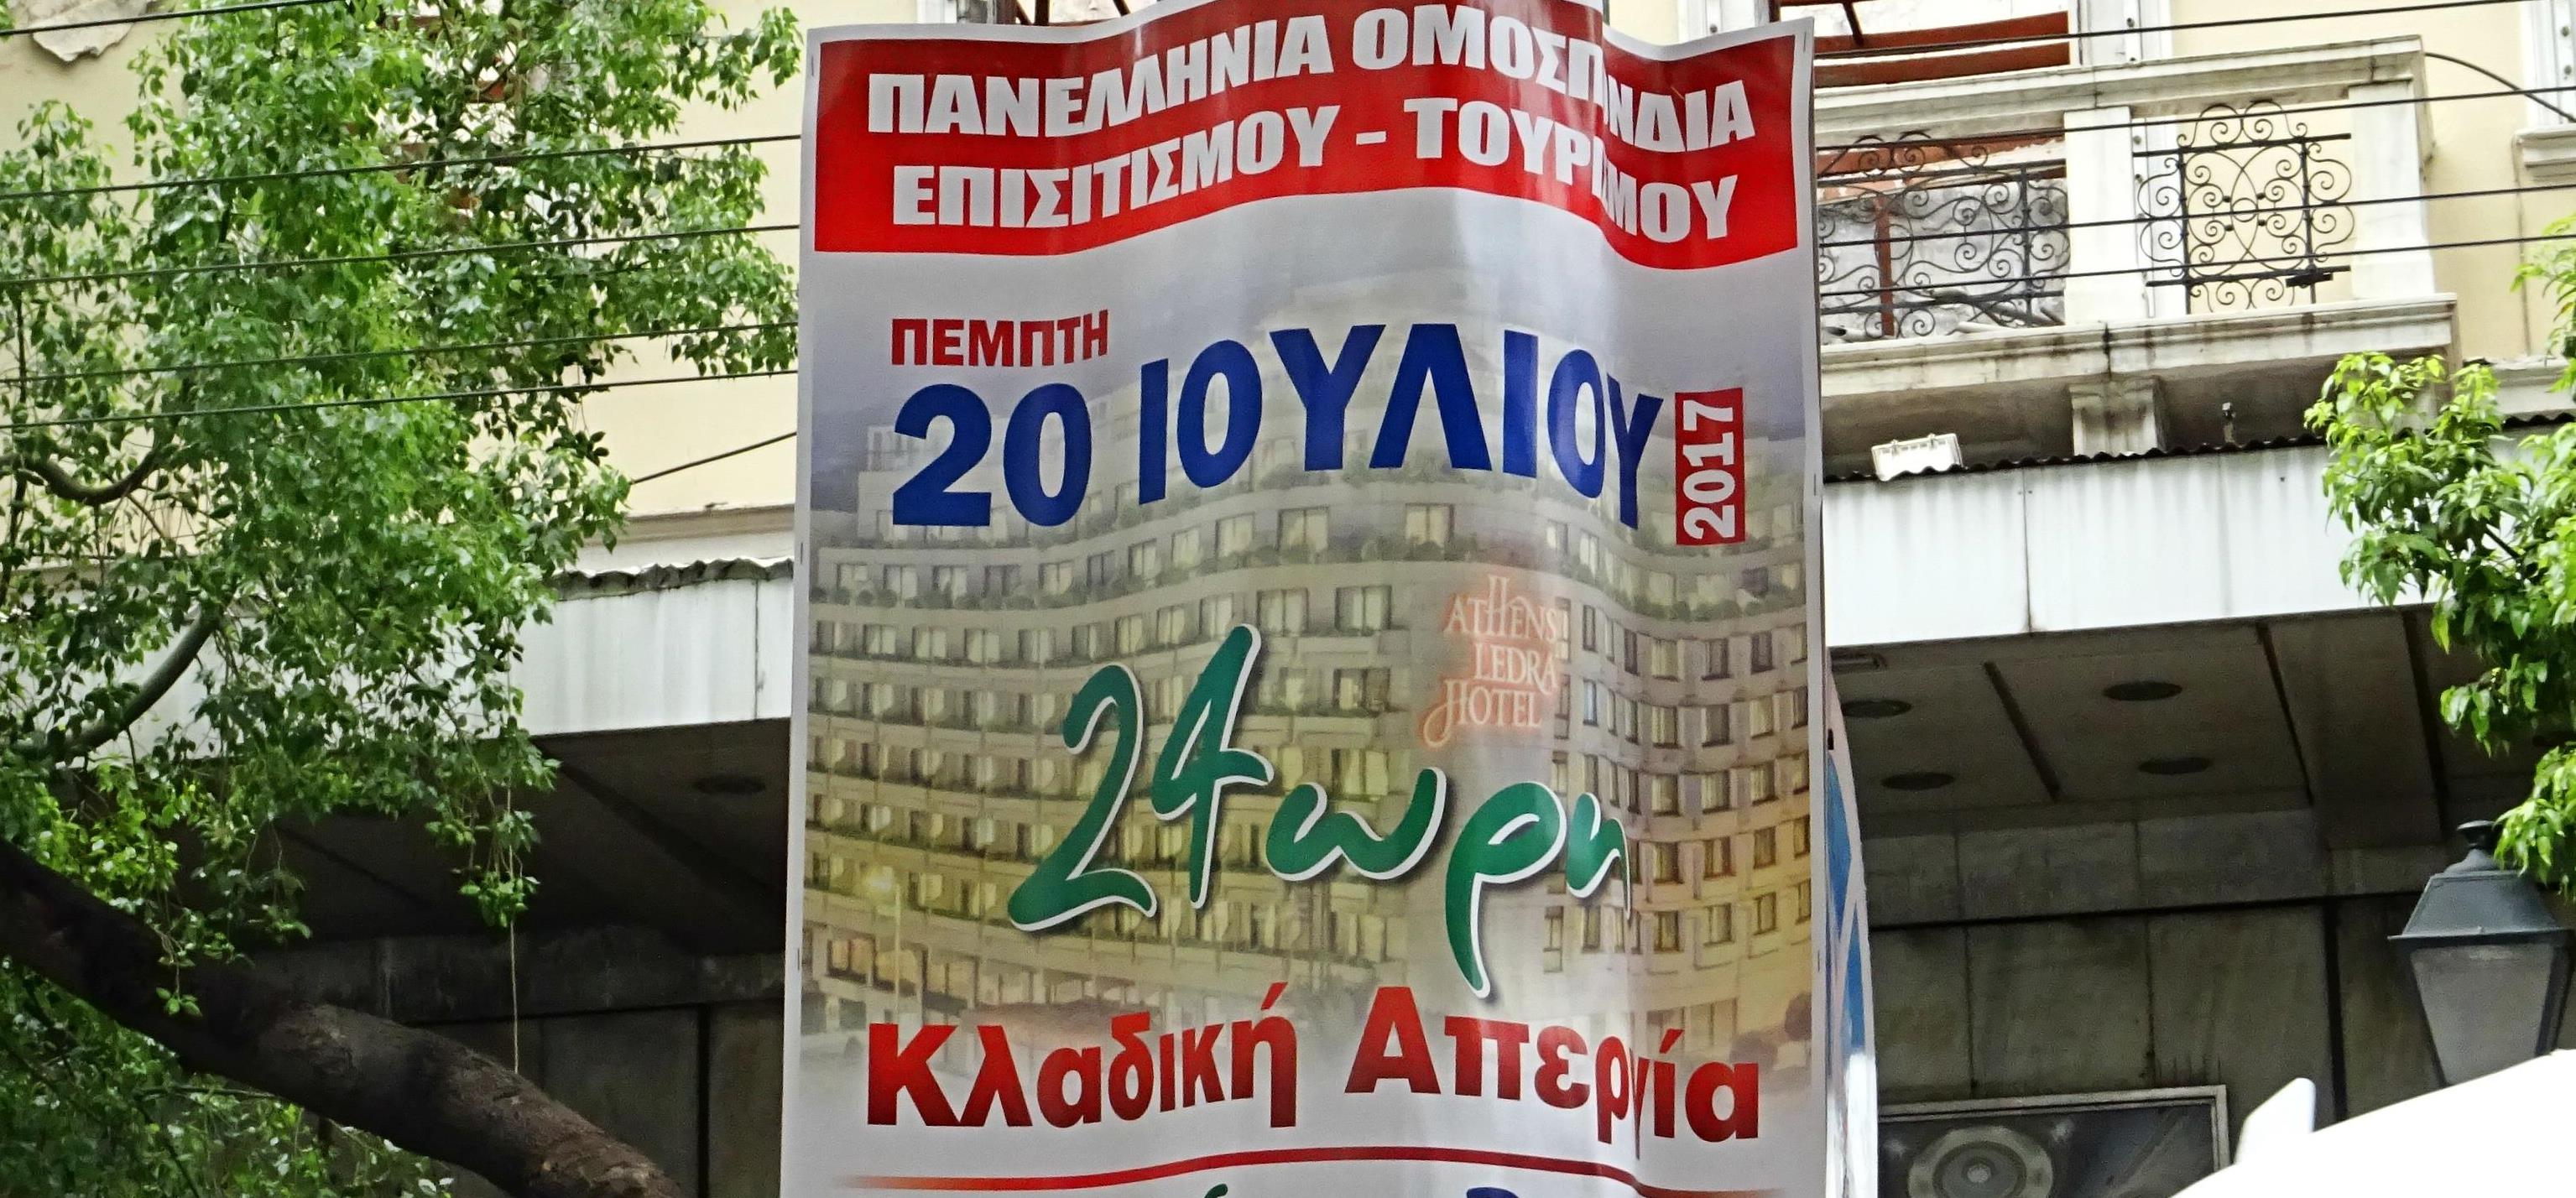 ΠΑΝΕΛΛΗΝΙΑ ΟΜΟΣΠΟΝΔΙΑ
ΕΠΙΣΙΤΙΣΜΟΥ - ΤΟΥΡΙΣΜΟΥ
ΠΕΜΠΤΗ
20 ΙΟΥΛΙΟΥ 2017
ATHENS
LEDRA
HOTEL
24ωρη
Κλαδική Απεργία